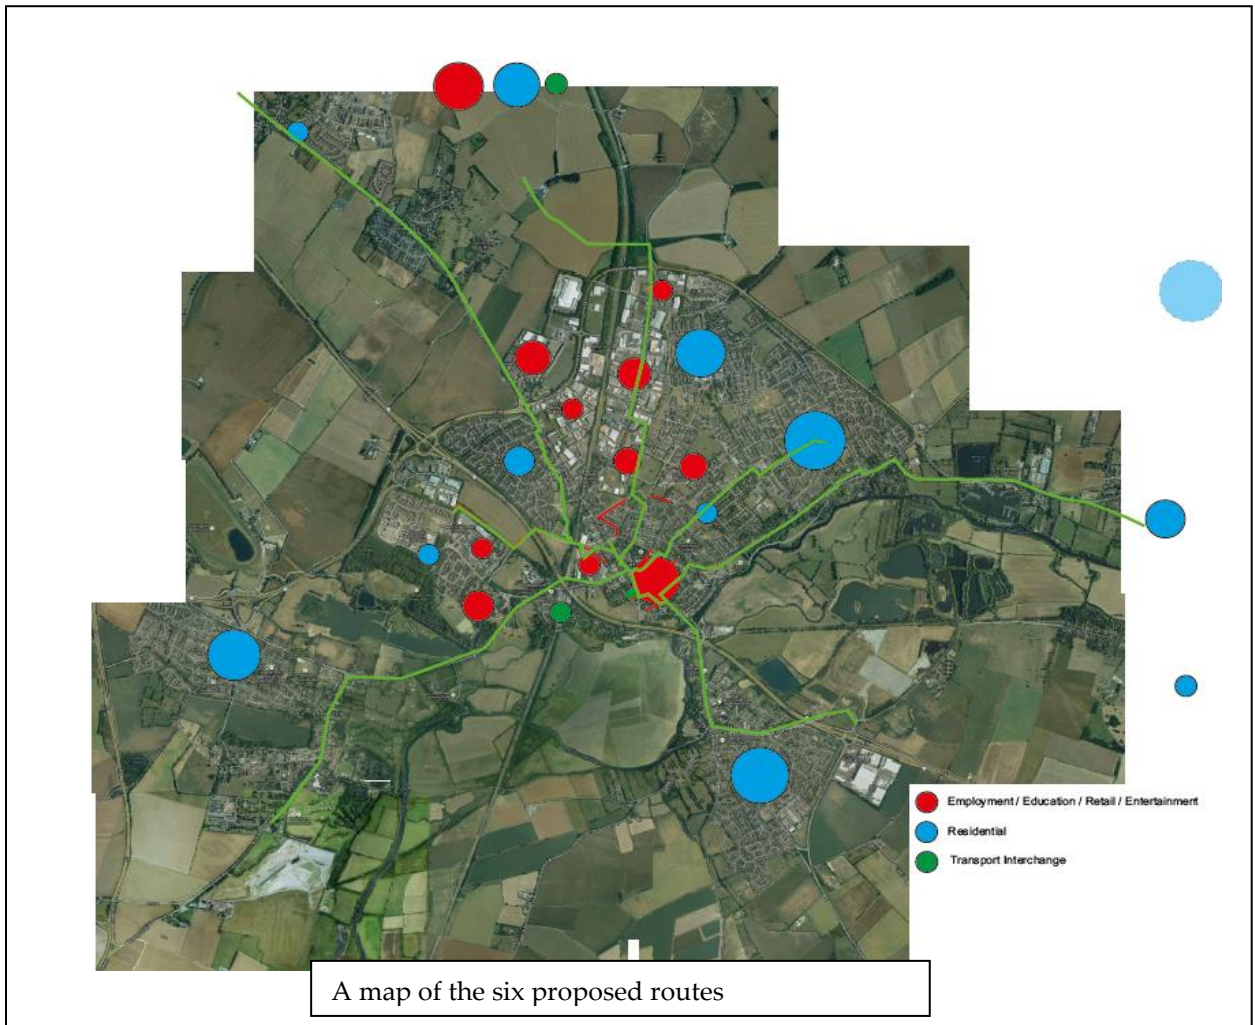 Employment / Education / Retail / Entertainment
Residential
Transport Interchange
A map of the six proposed routes